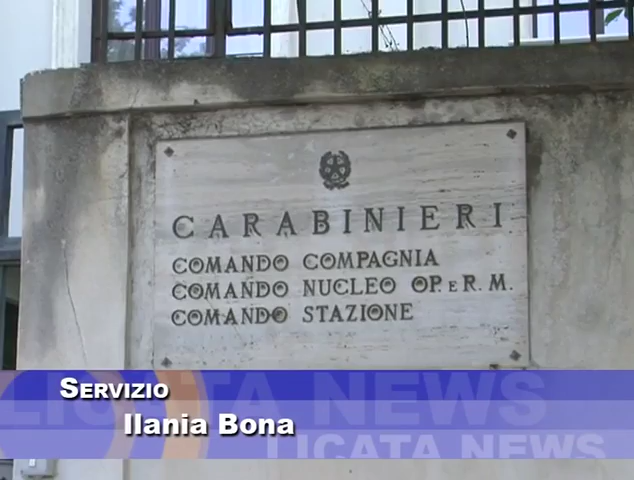 CARABINIERI
COMANDO COMPAGNIA
COMANDO NUCLEO OP. E R. M.
COMANDO STAZIONE
SERVIZIO
LICATA NEWS
Ilania Bona
LICATA NEWS